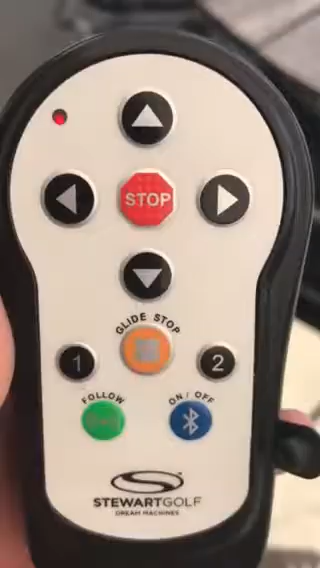 STOP
GLIDE STOP
1
2
FOLLOW
ON / OFF
STEWARTGOLF
DREAM MACHINES